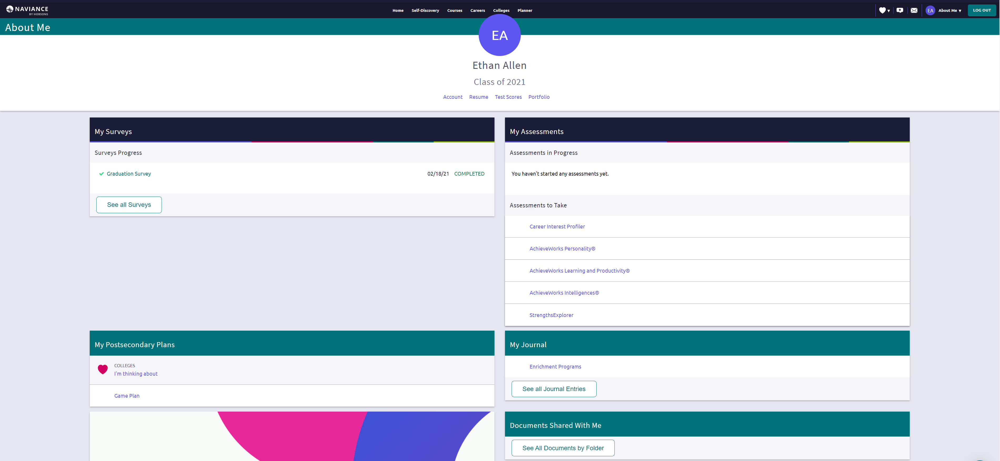 NAVIANCE
BY HOBSONS
Home Self-Discovery Courses Careers Colleges Planner
EA About Me ▼ LOG OUT
About Me
EA
Ethan Allen
Class of 2021
Account Resume Test Scores Portfolio
My Surveys
Surveys Progress
Graduation Survey 02/18/21 COMPLETED
See all Surveys
My Assessments
Assessments in Progress
You haven't started any assessments yet.
Assessments to Take
Career Interest Profiler
AchieveWorks Personality®
AchieveWorks Learning and Productivity®
AchieveWorks Intelligences®
StrengthsExplorer
My Postsecondary Plans
COLLEGES
I'm thinking about
Game Plan
My Journal
Enrichment Programs
See all Journal Entries
Documents Shared With Me
See All Documents by Folder